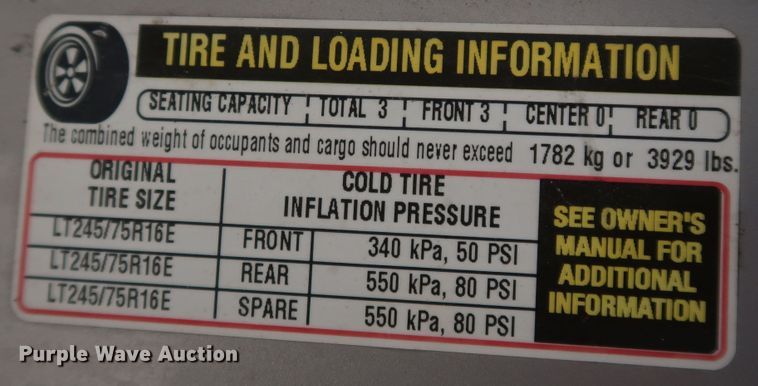 TIRE AND LOADING INFORMATION
SEATING CAPACITY TOTAL 3 FRONT 3 CENTER 0 REAR 0
The combined weight of occupants and cargo should never exceed 1782 kg or 3929 lbs.
ORIGINAL
TIRE SIZE
COLD TIRE
INFLATION PRESSURE
LT245/75R16E FRONT 340 kPa, 50 PSI
LT245/75R16E REAR 550 kPa, 80 PSI
LT245/75R16E SPARE 550 kPa, 80 PSI
SEE OWNER'S
MANUAL FOR
ADDITIONAL
INFORMATION
Purple Wave Auction